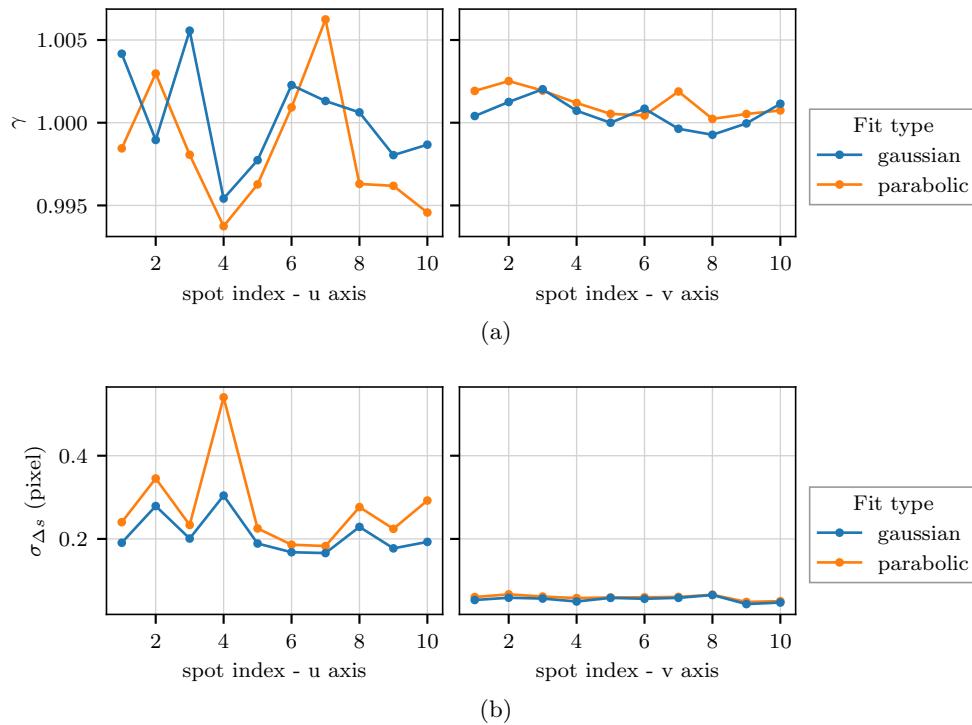 1.005
1.000
0.995
γ
2 4 6 8 10
2 4 6 8 10
spot index - u axis
spot index - v axis
Fit type
gaussian
parabolic
(a)
0.4
0.2
σΔs (pixel)
2 4 6 8 10
2 4 6 8 10
spot index - u axis
spot index - v axis
Fit type
gaussian
parabolic
(b)